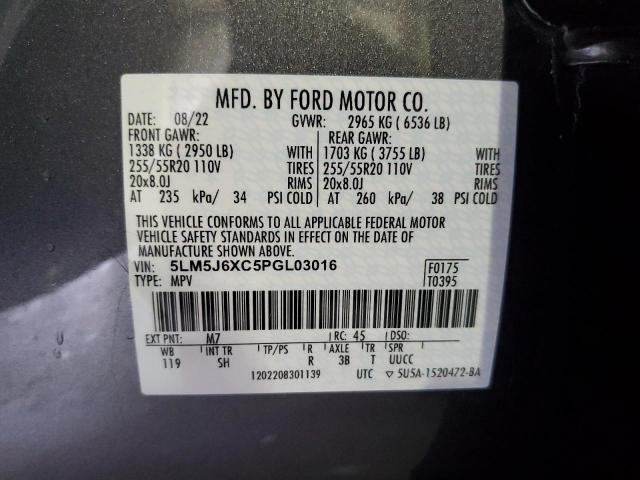 MFD. BY FORD MOTOR CO.
DATE: 08/22 GVWR: 2965 KG ( 6536 LB)
FRONT GAWR: REAR GAWR:
1338 KG ( 2950 LB) WITH 1703 KG ( 3755 LB) WITH
255/55R20 110V TIRES 255/55R20 110V TIRES
20x8.0J RIMS 20x8.0J RIMS
AT 235 kPa/ 34 PSI COLD AT 260 kPa/ 38 PSI COLD
THIS VEHICLE CONFORMS TO ALL APPLICABLE FEDERAL MOTOR
VEHICLE SAFETY STANDARDS IN EFFECT ON THE DATE OF
MANUFACTURE SHOWN ABOVE.
VIN: 5LM5J6XC5PGL03016 F0175
TYPE: MPV T0395
EXT PNT: M7 RC: 45 DSO:
WB INT TR TP/PS R AXLE TR SPR
119 SH R 3B T UUCC
1202208301139 UTC ▽ 5U5A-1520472-BA